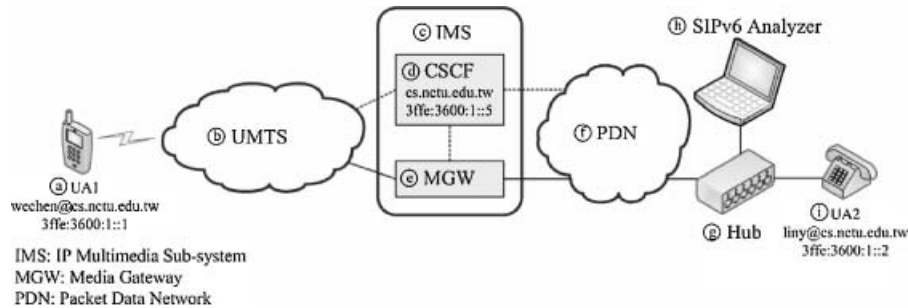 ⓒ IMS
ⓗ SIPv6 Analyzer
ⓓ CSCF
cs.nctu.edu.tw
3ffe:3600:1::5
ⓑ UMTS
ⓕ PDN
ⓔ MGW
ⓐ UA1
wechen@cs.nctu.edu.tw
3ffe:3600:1::1
ⓖ Hub
ⓘ UA2
liny@cs.nctu.edu.tw
3ffe:3600:1::2
IMS: IP Multimedia Sub-system
MGW: Media Gateway
PDN: Packet Data Network